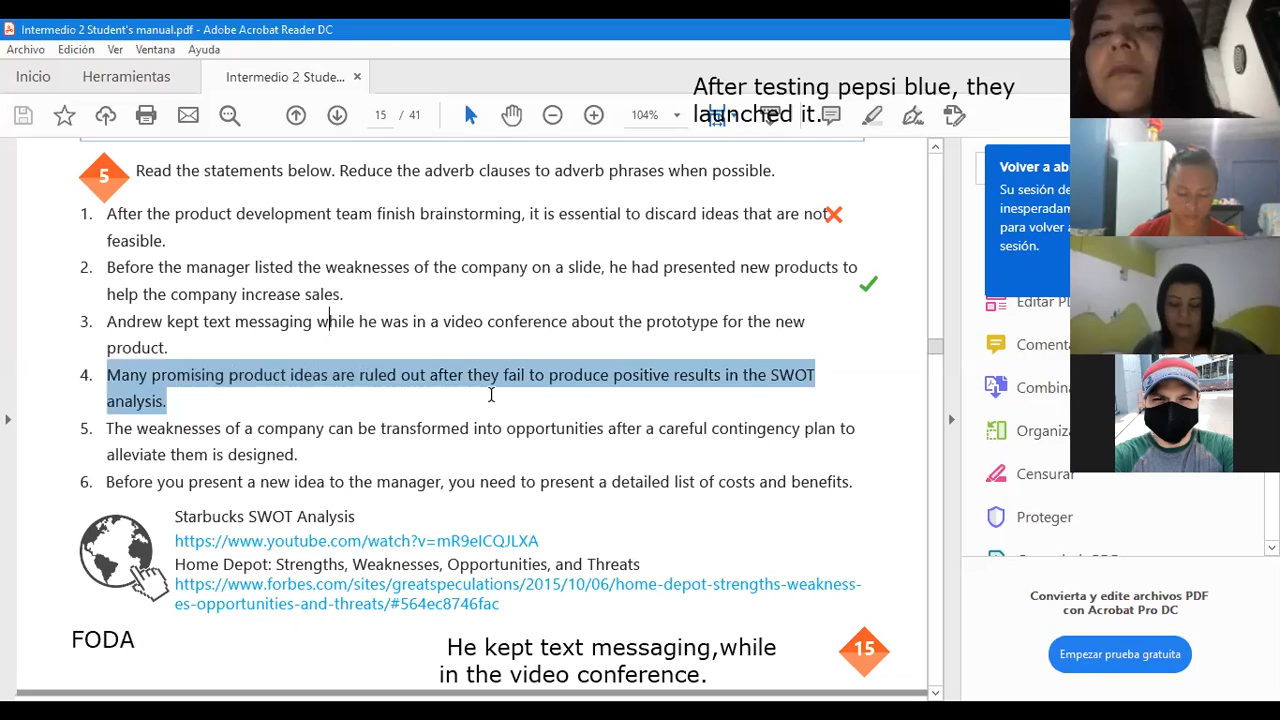 Intermedio 2 Student's manual.pdf - Adobe Acrobat Reader DC
Archivo Edición Ver Ventana Ayuda
Inicio Herramientas Intermedio 2 Stude... ×
After testing pepsi blue, they
launched it.
15 / 41 104%
5 Read the statements below. Reduce the adverb clauses to adverb phrases when possible.
1. After the product development team finish brainstorming, it is essential to discard ideas that are not
feasible.
2. Before the manager listed the weaknesses of the company on a slide, he had presented new products to
help the company increase sales.
3. Andrew kept text messaging while he was in a video conference about the prototype for the new
product.
4. Many promising product ideas are ruled out after they fail to produce positive results in the SWOT
analysis.
5. The weaknesses of a company can be transformed into opportunities after a careful contingency plan to
alleviate them is designed.
6. Before you present a new idea to the manager, you need to present a detailed list of costs and benefits.
Starbucks SWOT Analysis
https://www.youtube.com/watch?v=mR9eICQJLXA
Home Depot: Strengths, Weaknesses, Opportunities, and Threats
https://www.forbes.com/sites/greatspeculations/2015/10/06/home-depot-strengths-weakness-
es-opportunities-and-threats/#564ec8746fac
FODA
He kept text messaging,while
in the video conference.
15
Volver a ab
Su sesión de
inesperadam
para volver a
sesión.
Editar PD
Coment
Combin
Organiz
Censurar
Proteger
Convierta y edite archivos PDF
con Acrobat Pro DC
Empezar prueba gratuita